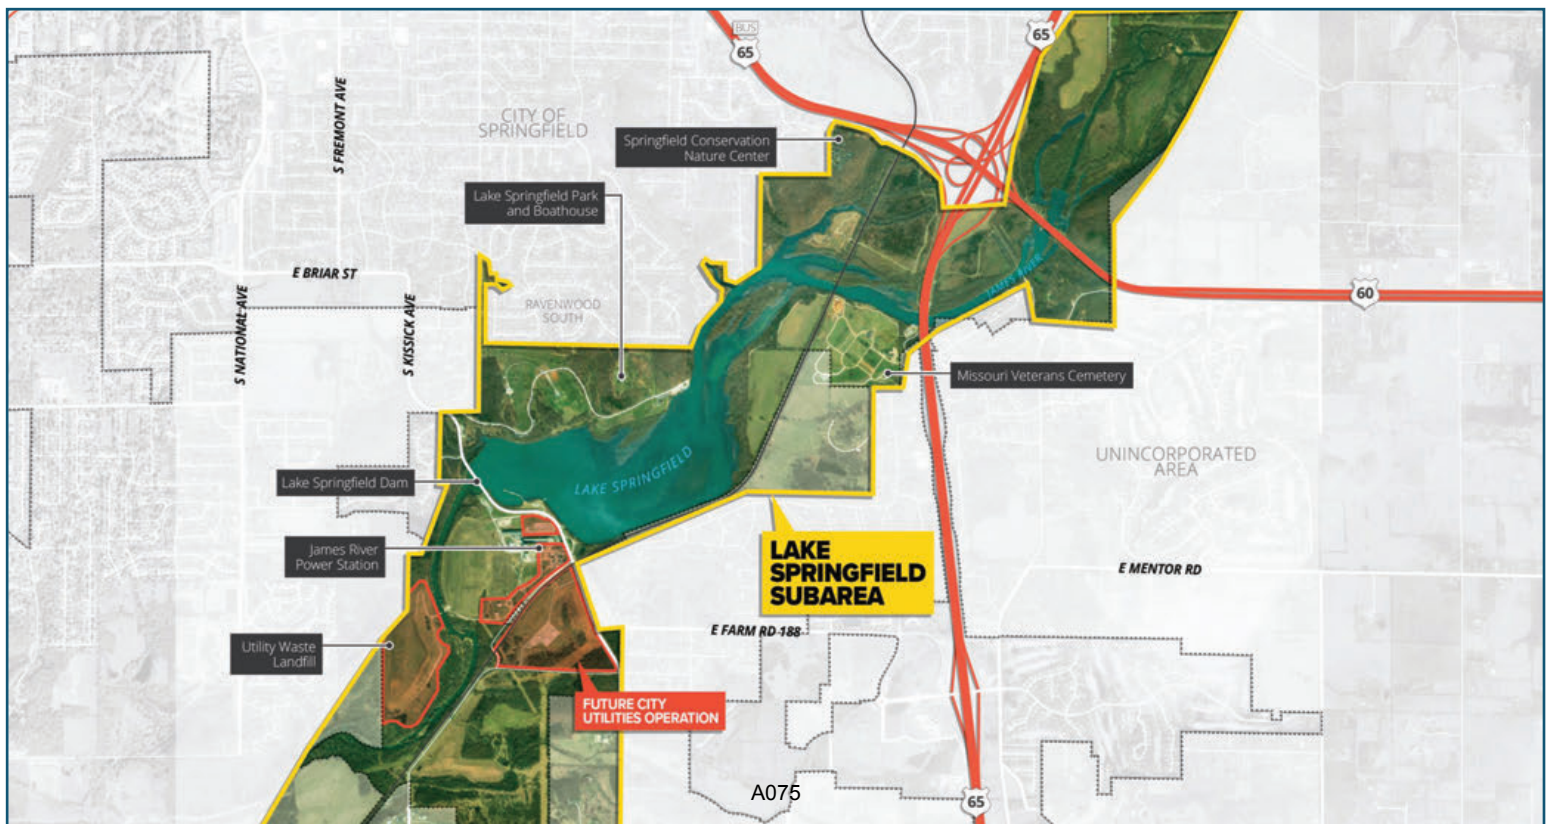 BUS
65
65
S FREMONT AVE
CITY OF
SPRINGFIELD
Springfield Conservation
Nature Center
Lake Springfield Park
and Boathouse
E BRIAR ST
JAMES RIVER
60
S NATIONAL AVE
S KISSICK AVE
RAVENWOOD
SOUTH
Missouri Veterans Cemetery
UNINCORPORATED
AREA
Lake Springfield Dam
LAKE SPRINGFIELD
James River
Power Station
LAKE
SPRINGFIELD
SUBAREA
E MENTOR RD
Utility Waste
Landfill
E FARM RD 188
FUTURE CITY
UTILITIES OPERATION
A075
65